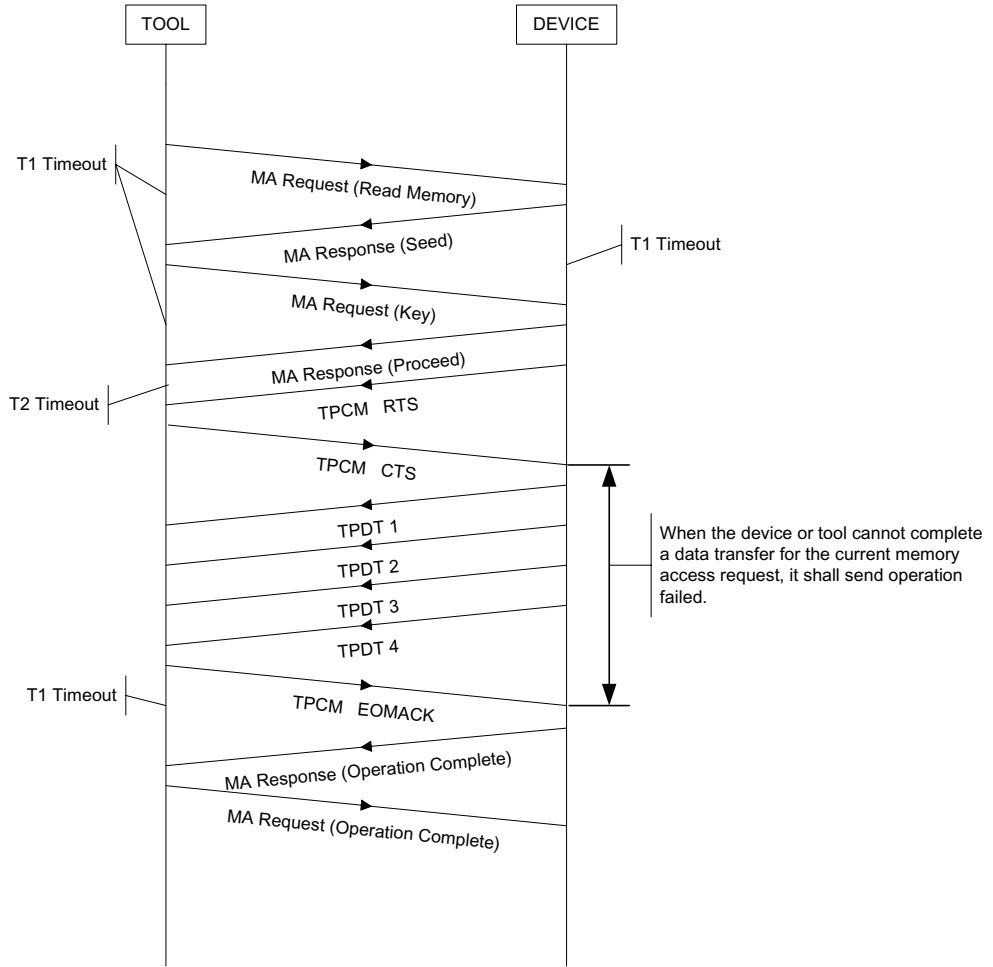 TOOL
DEVICE
T1 Timeout
MA Request (Read Memory)
MA Response (Seed)
T1 Timeout
MA Request (Key)
MA Response (Proceed)
T2 Timeout
TPCM RTS
TPCM CTS
TPDT 1
When the device or tool cannot complete
a data transfer for the current memory
access request, it shall send operation
failed.
TPDT 2
TPDT 3
TPDT 4
T1 Timeout
TPCM EOMACK
MA Response (Operation Complete)
MA Request (Operation Complete)